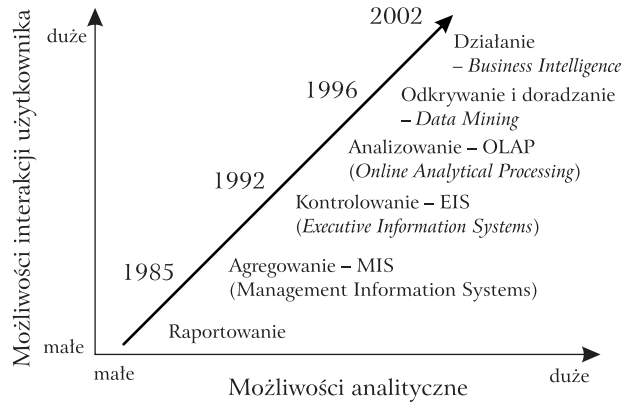 2002
duże
Działanie
– Business Intelligence
1996
Odkrywanie i doradzanie
– Data Mining
Analizowanie – OLAP
(Online Analytical Processing)
1992
Kontrolowanie – EIS
(Executive Information Systems)
1985
Agregowanie – MIS
(Management Information Systems)
Raportowanie
małe
małe
duże
Możliwości analityczne
Możliwości interakcji użytkownika